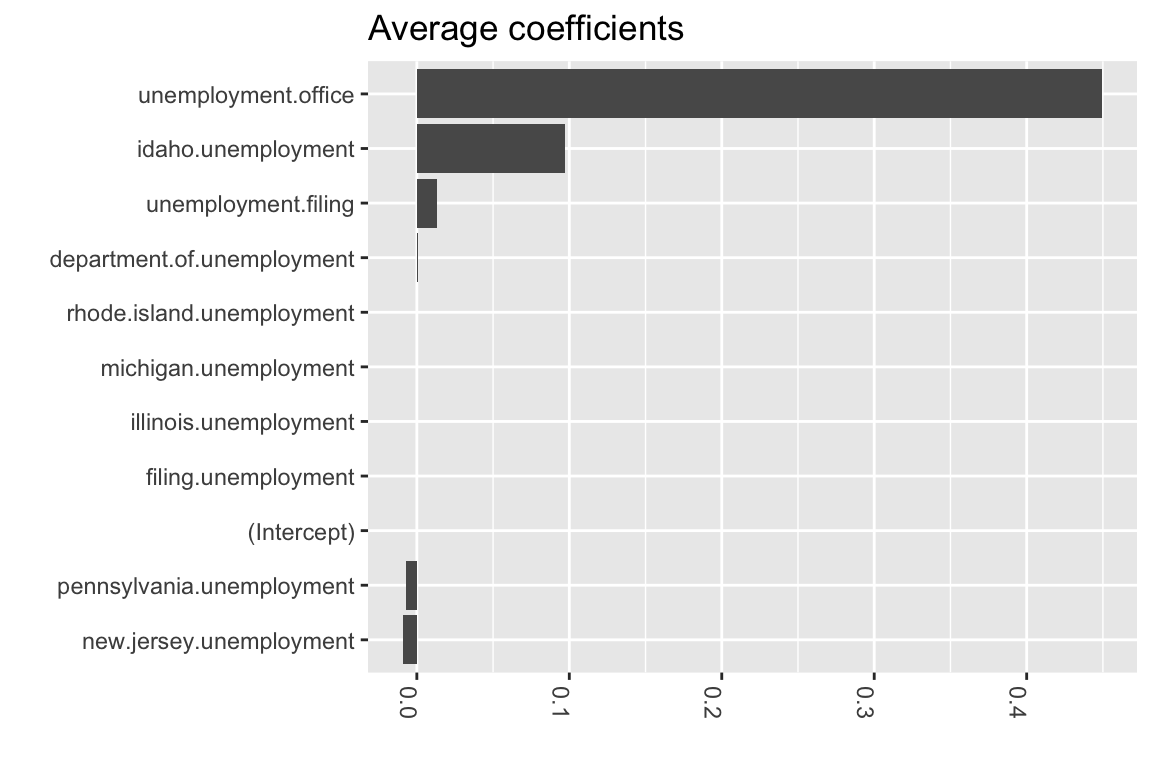 Average coefficients
unemployment.office
idaho.unemployment
unemployment.filing
department.of.unemployment
rhode.island.unemployment
michigan.unemployment
illinois.unemployment
filing.unemployment
(Intercept)
pennsylvania.unemployment
new.jersey.unemployment
0.0
0.1
0.2
0.3
0.4